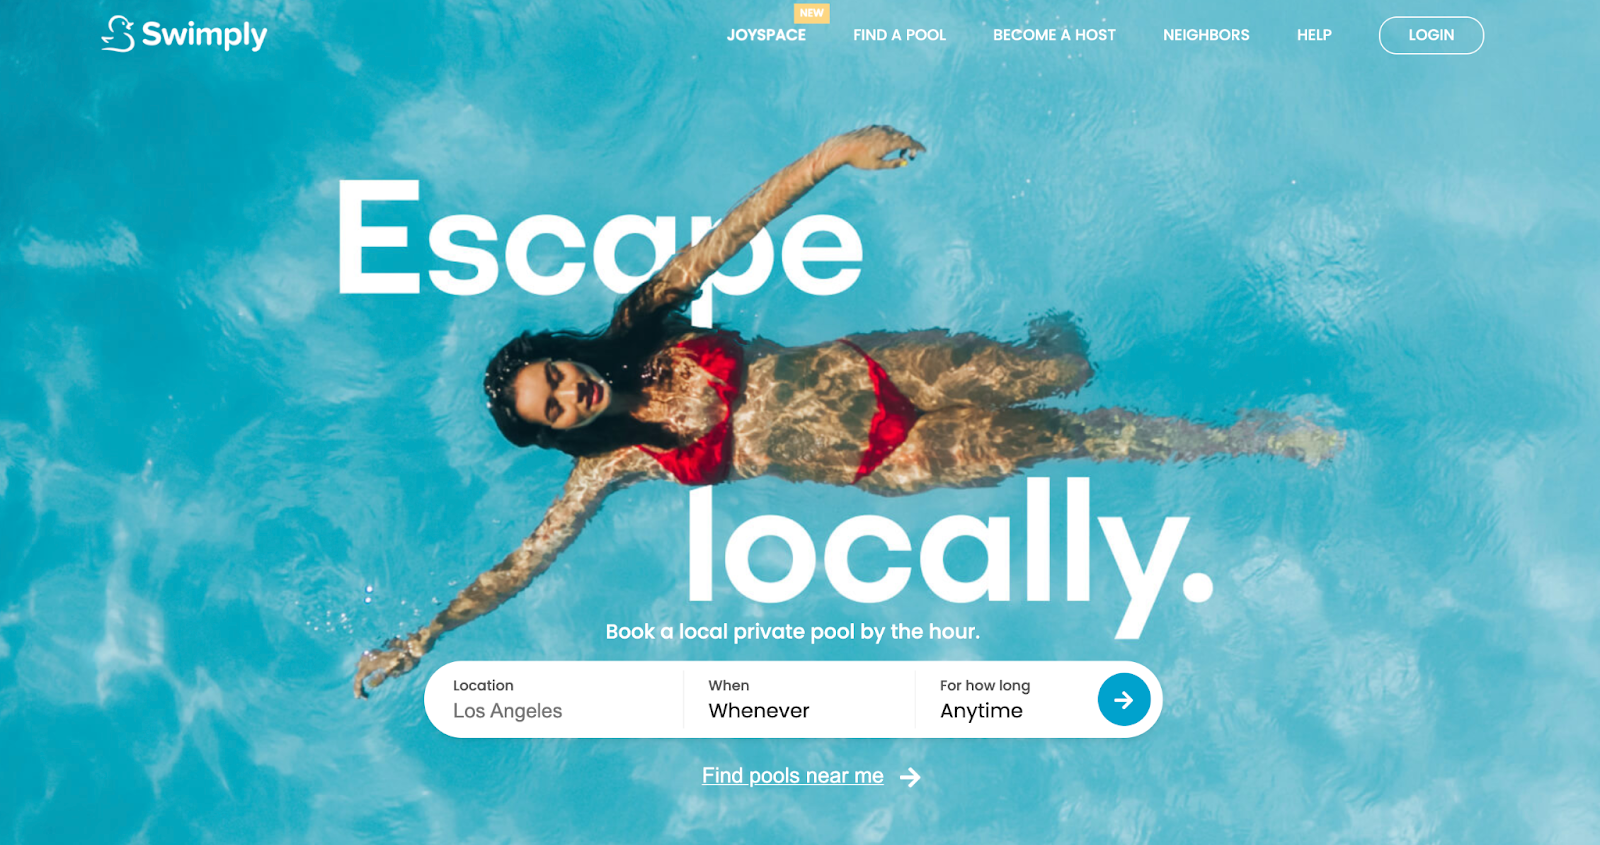 Swimply
NEW
JOYSPACE
FIND A POOL
BECOME A HOST
NEIGHBORS
HELP
LOGIN
Escape
locally.
Book a local private pool by the hour.
Location
Los Angeles
When
Whenever
For how long
Anytime
Find pools near me